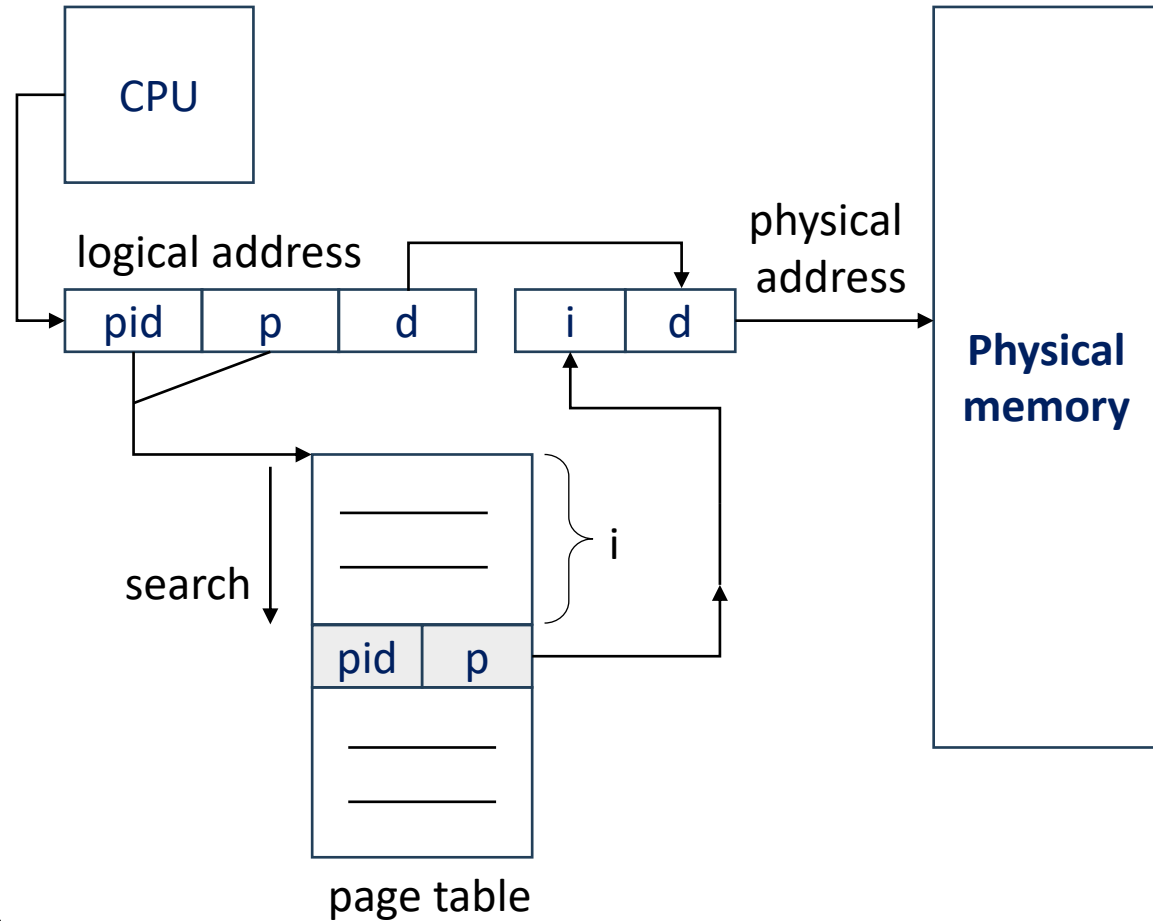 CPU
logical address
physical
address
pid
p
d
i
d
Physical
memory
i
search
pid
p
page table